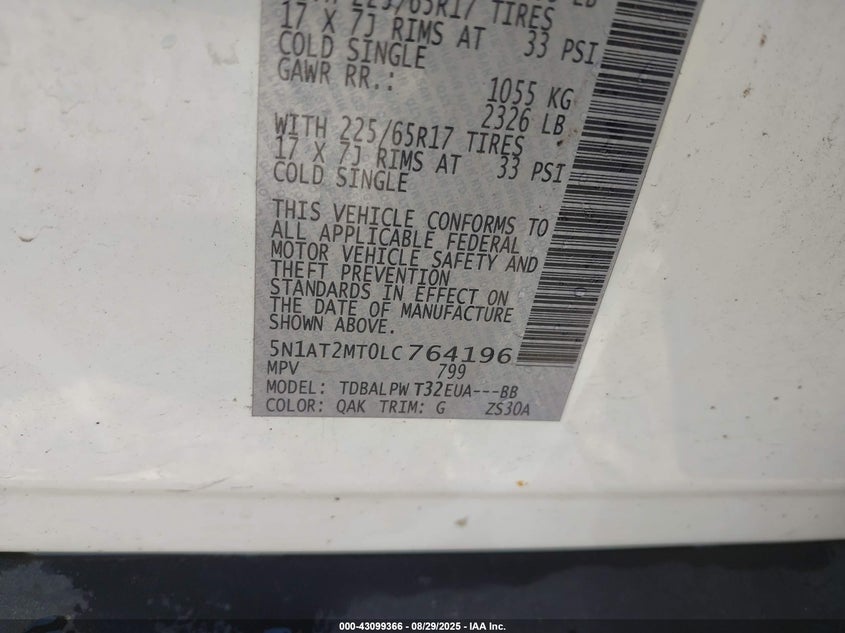 225/65R17 TIRES
17 X 7J RIMS AT 33 PSI
COLD SINGLE
GAWR RR.: 1055 KG
2326 LB
WITH 225/65R17 TIRES
17 X 7J RIMS AT 33 PSI
COLD SINGLE
THIS VEHICLE CONFORMS TO
ALL APPLICABLE FEDERAL
MOTOR VEHICLE SAFETY AND
THEFT PREVENTION
STANDARDS IN EFFECT ON
THE DATE OF MANUFACTURE
SHOWN ABOVE.
5N1AT2MT0LC764196
MPV 799
MODEL: TDBALPW T32EUA---BB
COLOR: QAK TRIM: G ZS30A
000-43099366 - 08/29/2025 - IAA Inc.